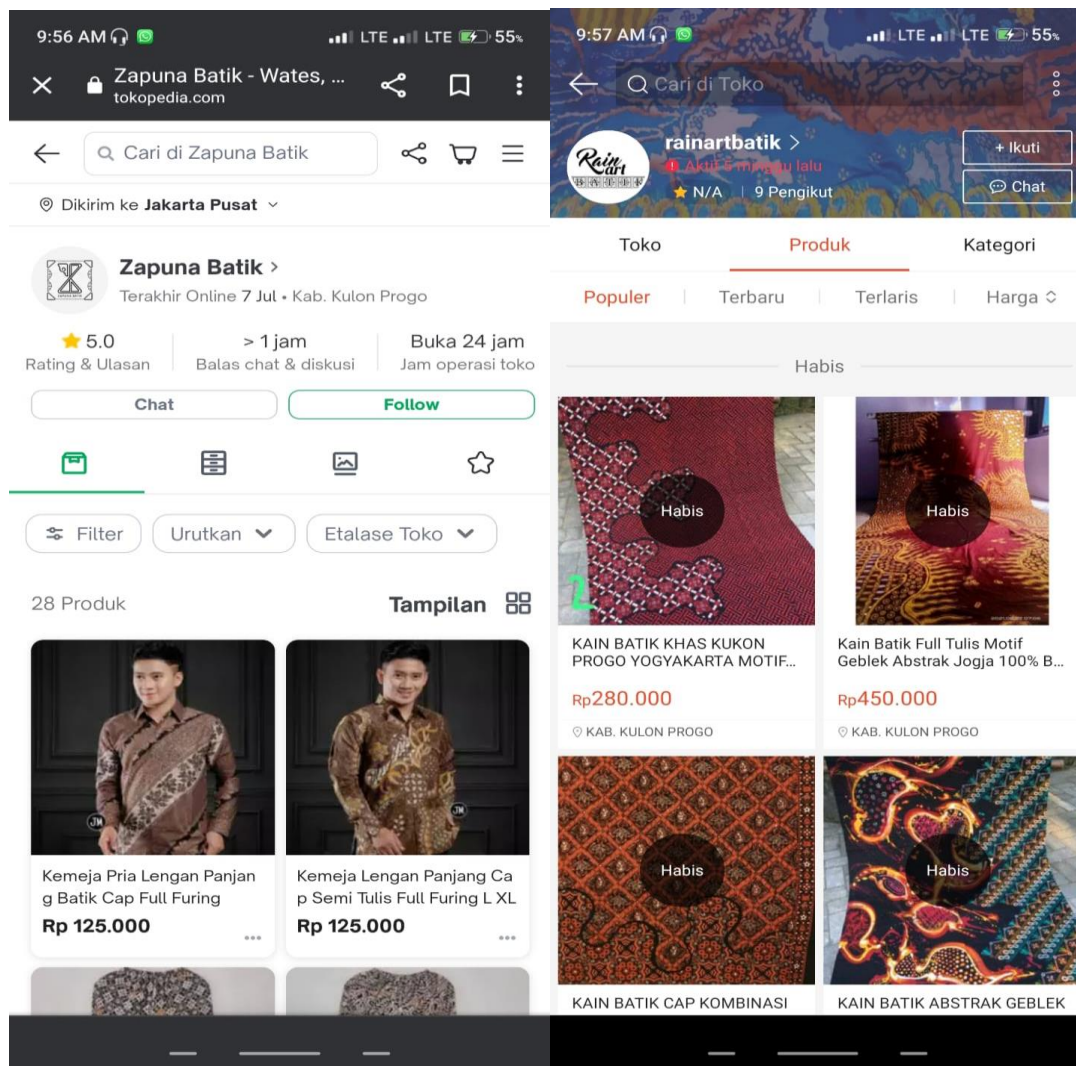 9:56 AM
LTE LTE 55%
Zapuna Batik - Wates, ...
tokopedia.com
Cari di Zapuna Batik
Dikirim ke Jakarta Pusat
Zapuna Batik >
Terakhir Online 7 Jul • Kab. Kulon Progo
5.0
> 1 jam
Buka 24 jam
Rating & Ulasan
Balas chat & diskusi
Jam operasi toko
Chat
Follow
Filter
Urutkan
Etalase Toko
28 Produk
Tampilan
JM
JM
Kemeja Pria Lengan Panjan
g Batik Cap Full Furing
Rp 125.000
Kemeja Lengan Panjang Ca
p Semi Tulis Full Furing L XL
Rp 125.000
9:57 AM
LTE LTE 55%
Cari di Toko
Rain art
BATIK
rainartbatik >
Aktif 5 minggu lalu
N/A
9 Pengikut
+ Ikuti
Chat
Toko
Produk
Kategori
Populer
Terbaru
Terlaris
Harga
Habis
Habis
2
Habis
KAIN BATIK KHAS KUKON
PROGO YOGYAKARTA MOTIF...
Rp280.000
KAB. KULON PROGO
Kain Batik Full Tulis Motif
Geblek Abstrak Jogja 100% B...
Rp450.000
KAB. KULON PROGO
Habis
Habis
KAIN BATIK CAP KOMBINASI
KAIN BATIK ABSTRAK GEBLEK